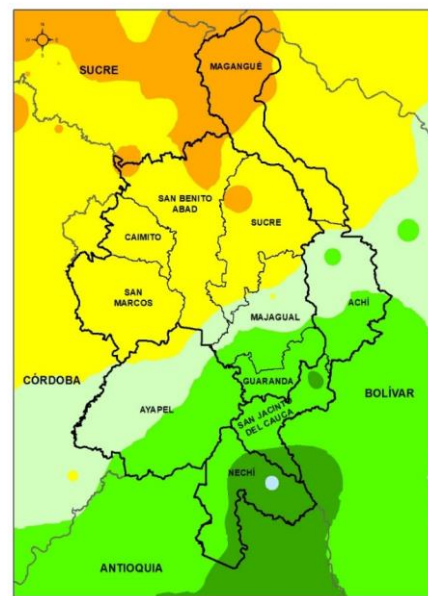 N
SUCRE
MAGANGUÉ
SAN BENITO
ABAD
SUCRE
CAIMITO
SAN
MARCOS
ACHÍ
MAJAGUAL
CÓRDOBA
GUARANDA
BOLÍVAR
AYAPEL
SAN JACINTO
DEL CAUCA
NECHÍ
ANTIOQUIA